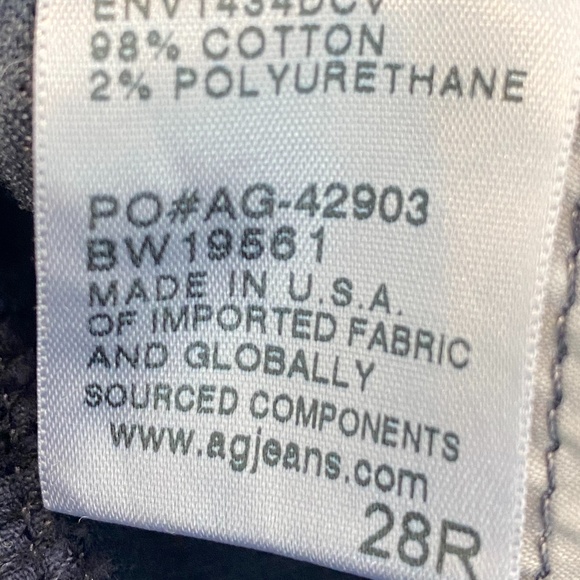 ENV1434DCV
98% COTTON
2% POLYURETHANE
PO#AG-42903
BW19561
MADE IN U.S.A.
OF IMPORTED FABRIC
AND GLOBALLY
SOURCED COMPONENTS
www.agjeans.com
28R